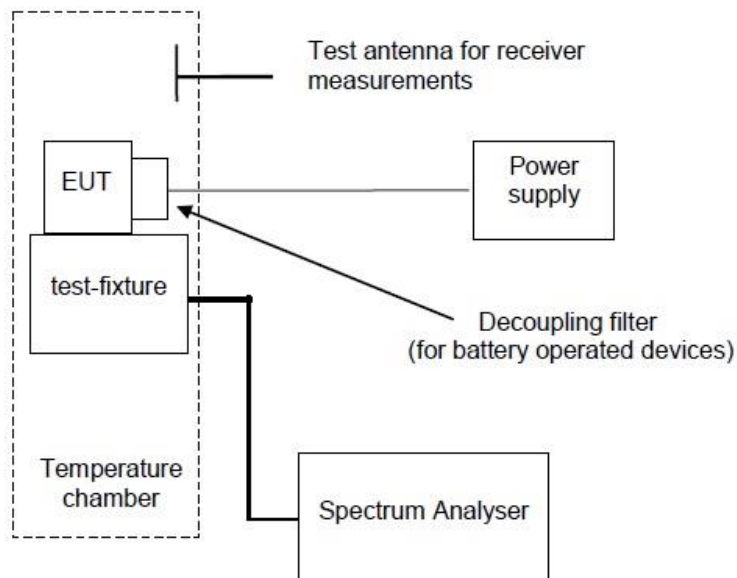 Test antenna for receiver
measurements
EUT
Power
supply
test-fixture
Decoupling filter
(for battery operated devices)
Temperature
chamber
Spectrum Analyser